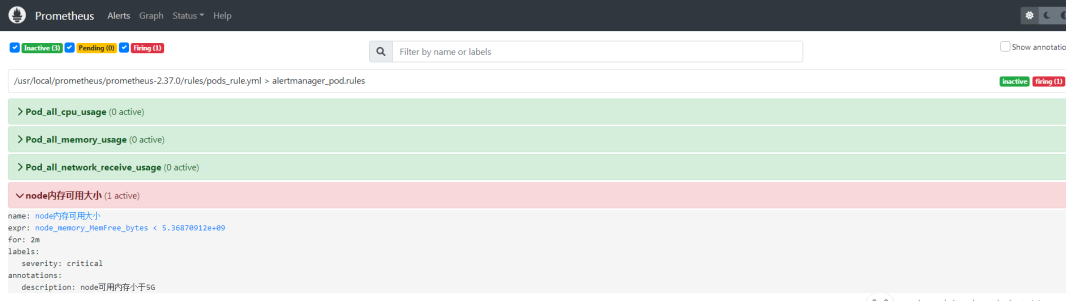 Prometheus Alerts Graph Status Help
Inactive (3) Pending (0) Firing (1) Filter by name or labels Show annotatio
/usr/local/prometheus/prometheus-2.37.0/rules/pods_rule.yml > alertmanager_pod.rules inactive firing (1)
Pod_all_cpu_usage (0 active)
Pod_all_memory_usage (0 active)
Pod_all_network_receive_usage (0 active)
node内存可用大小 (1 active)
name: node内存可用大小
expr: node_memory_MemFree_bytes < 5.36870912e+09
for: 2m
labels:
severity: critical
annotations:
description: node可用内存小于5G